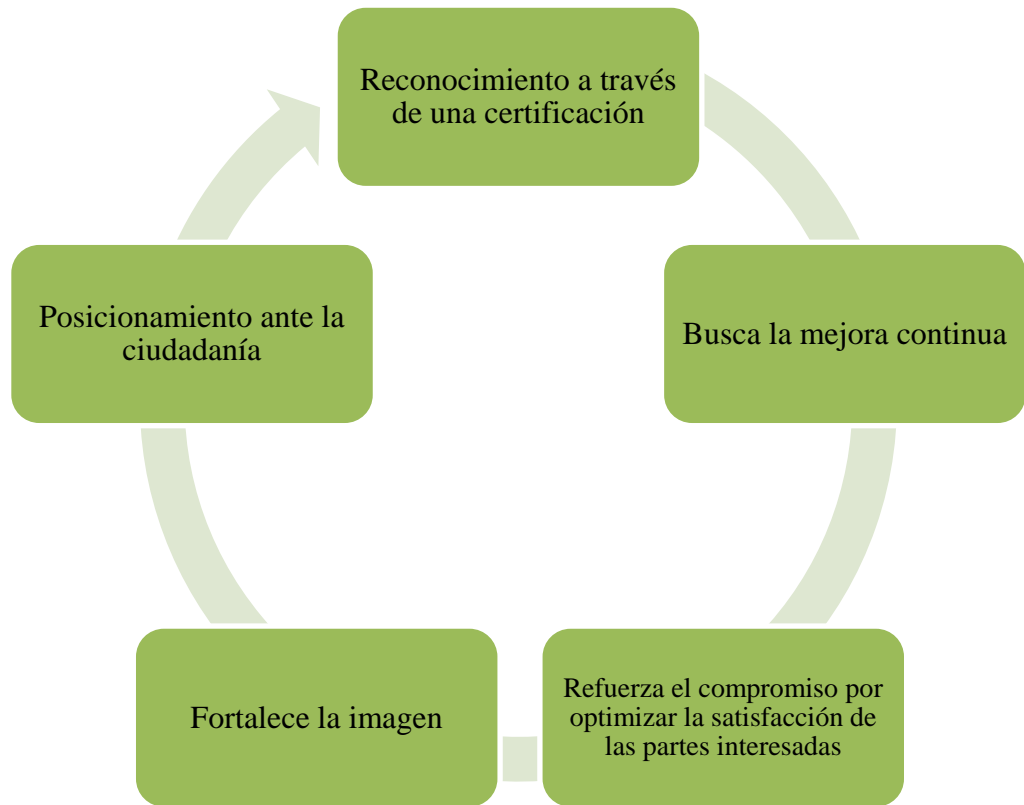 Reconocimiento a través
de una certificación
Busca la mejora continua
Refuerza el compromiso por
optimizar la satisfacción de
las partes interesadas
Fortalece la imagen
Posicionamiento ante la
ciudadanía